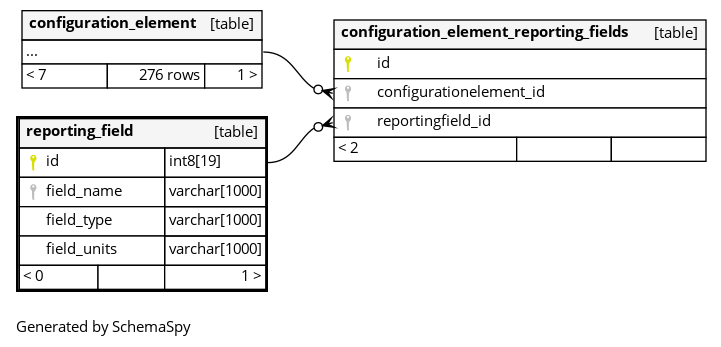 configuration_element [table]
...
< 7 276 rows 1 >
configuration_element_reporting_fields [table]
id
configurationelement_id
reportingfield_id
< 2
reporting_field [table]
id int8[19]
field_name varchar[1000]
field_type varchar[1000]
field_units varchar[1000]
< 0 1 >
Generated by SchemaSpy